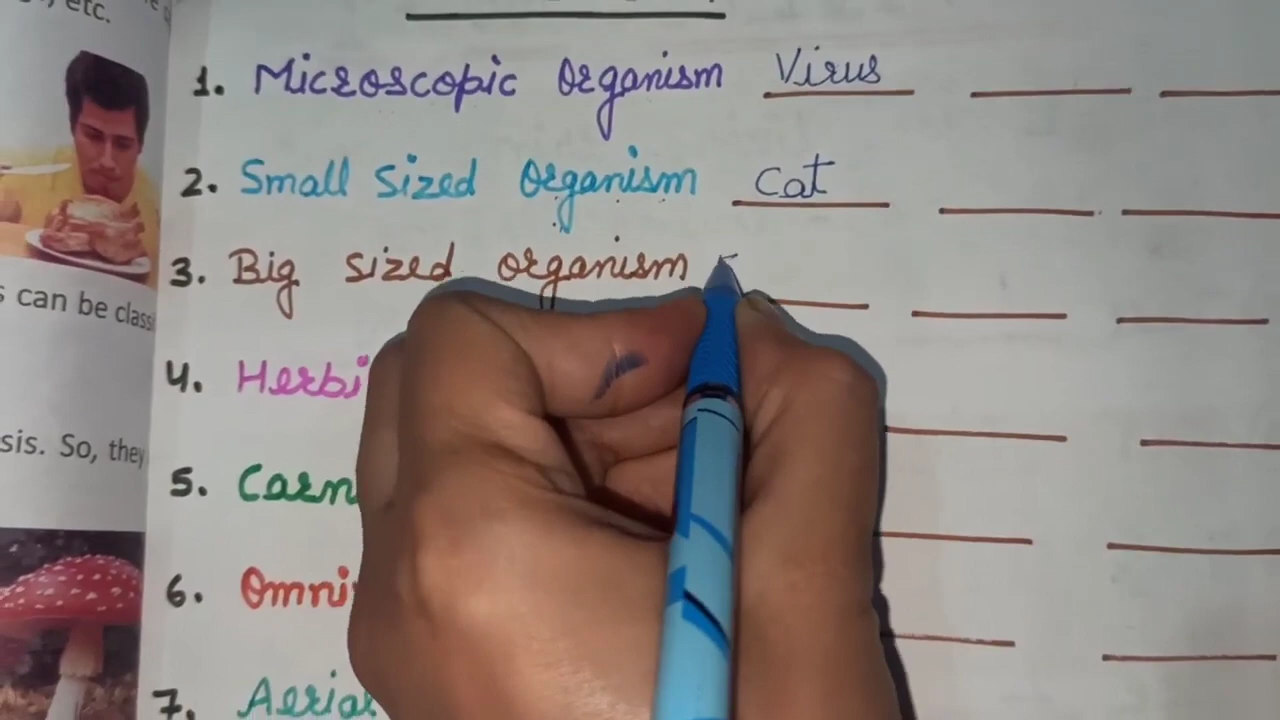 etc.
1. Microscopic Organism Virus
2. Small Sized Organism Cat
3. Big sized organism
s can be class
4. Herbi
sis. So, they
5. Carn
6. Omni
7. Aerial